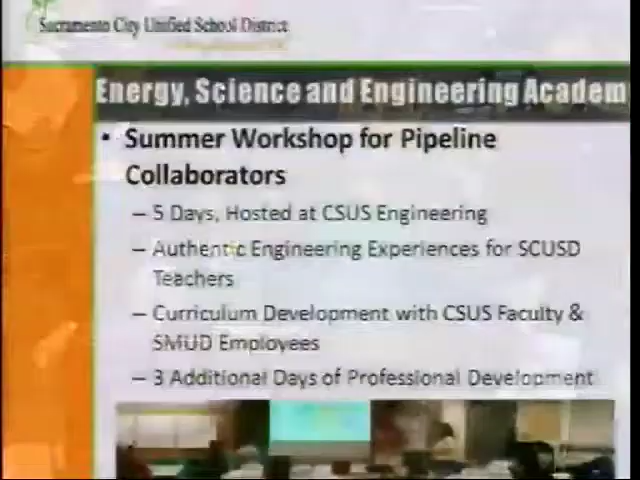 Sacramento City Unified School District
Energy, Science and Engineering Academ
• Summer Workshop for Pipeline
Collaborators
– 5 Days, Hosted at CSUS Engineering
– Authentic Engineering Experiences for SCUSD
Teachers
– Curriculum Development with CSUS Faculty &
SMUD Employees
– 3 Additional Days of Professional Development